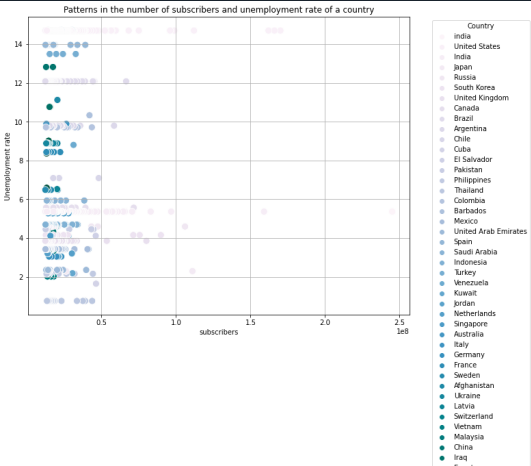 Patterns in the number of subscribers and unemployment rate of a country
Unemployment rate
14
12
10
8
6
4
2
0.5
1.0
1.5
2.0
2.5
1e8
subscribers
Country
india
United States
India
Japan
Russia
South Korea
United Kingdom
Canada
Brazil
Argentina
Chile
Cuba
El Salvador
Pakistan
Philippines
Thailand
Colombia
Barbados
Mexico
United Arab Emirates
Spain
Saudi Arabia
Indonesia
Turkey
Venezuela
Kuwait
Jordan
Netherlands
Singapore
Australia
Italy
Germany
France
Sweden
Afghanistan
Ukraine
Latvia
Switzerland
Vietnam
Malaysia
China
Iraq